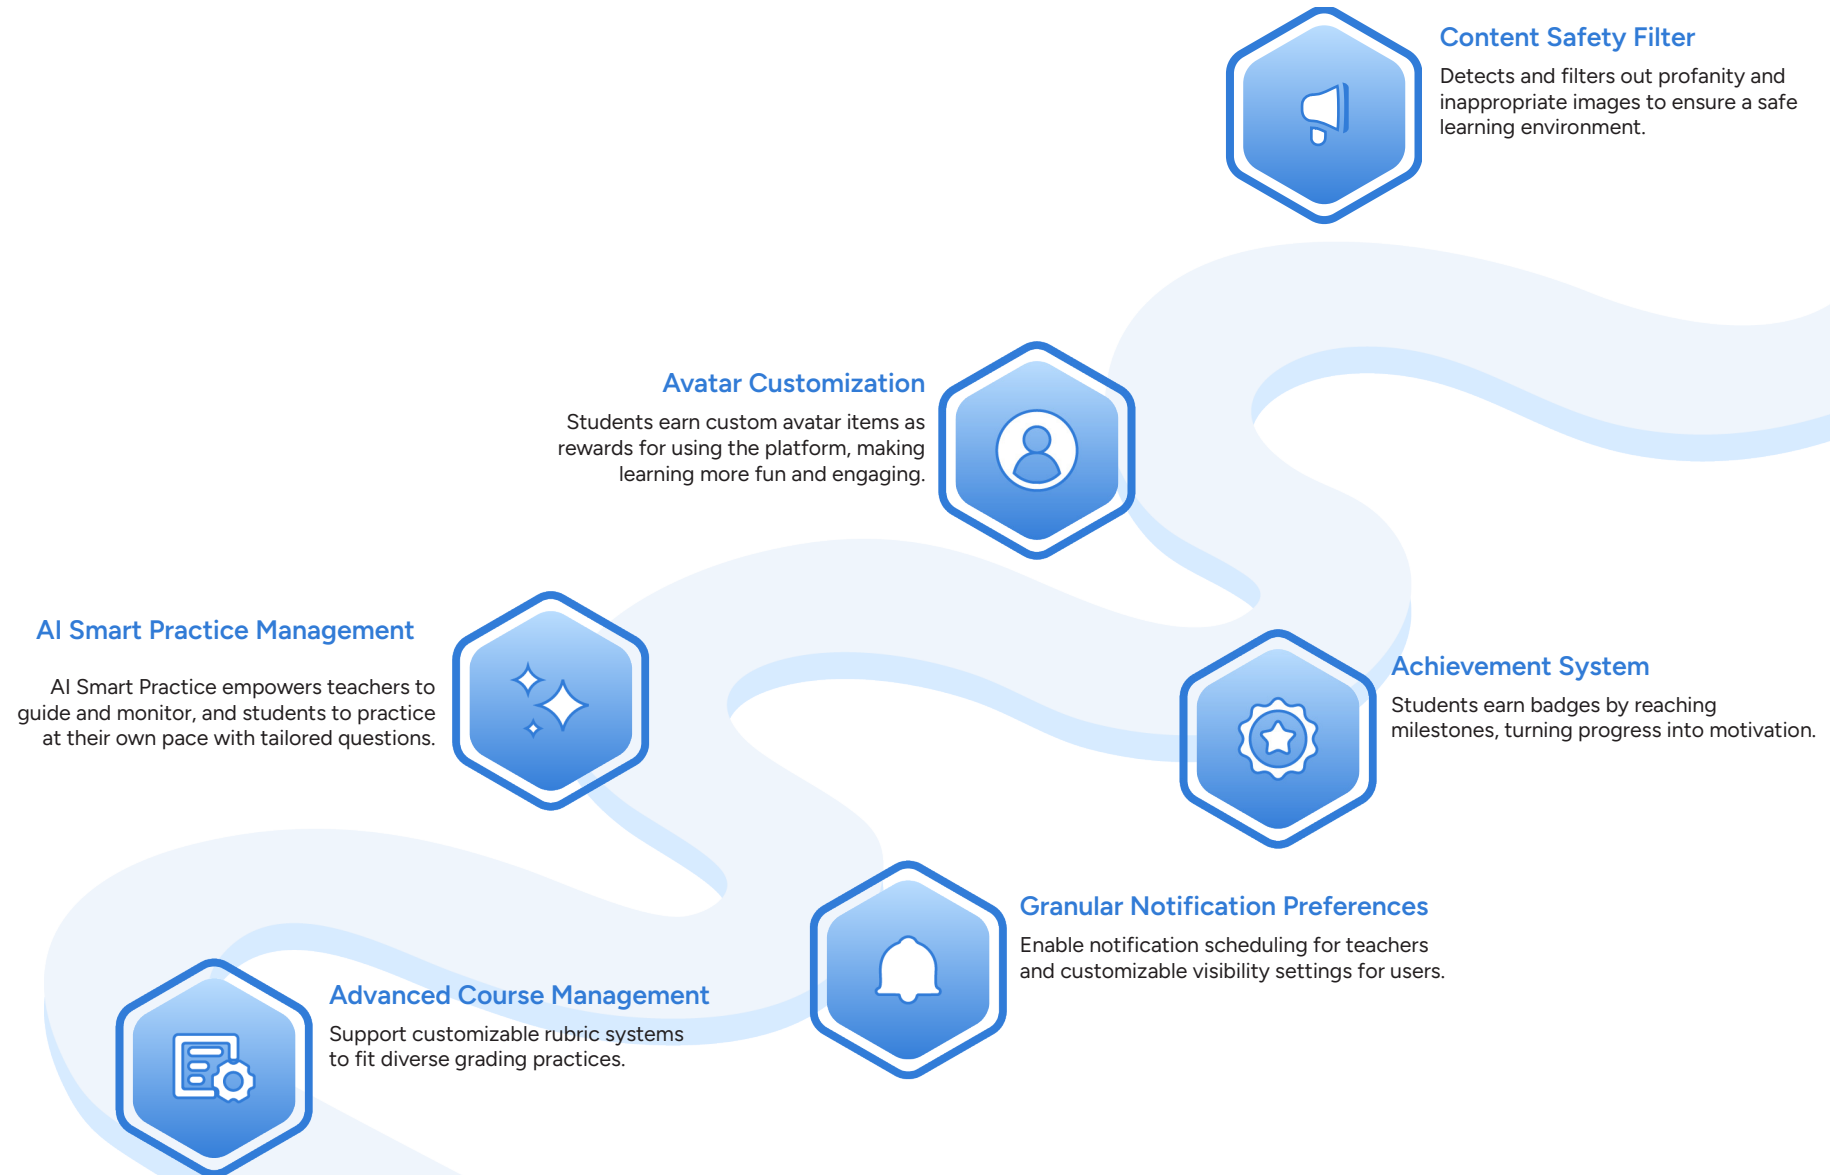 Content Safety Filter
Detects and filters out profanity and
inappropriate images to ensure a safe
learning environment.
Avatar Customization
Students earn custom avatar items as
rewards for using the platform, making
learning more fun and engaging.
AI Smart Practice Management
AI Smart Practice empowers teachers to
guide and monitor, and students to practice
at their own pace with tailored questions.
Achievement System
Students earn badges by reaching
milestones, turning progress into motivation.
Granular Notification Preferences
Enable notification scheduling for teachers
and customizable visibility settings for users.
Advanced Course Management
Support customizable rubric systems
to fit diverse grading practices.